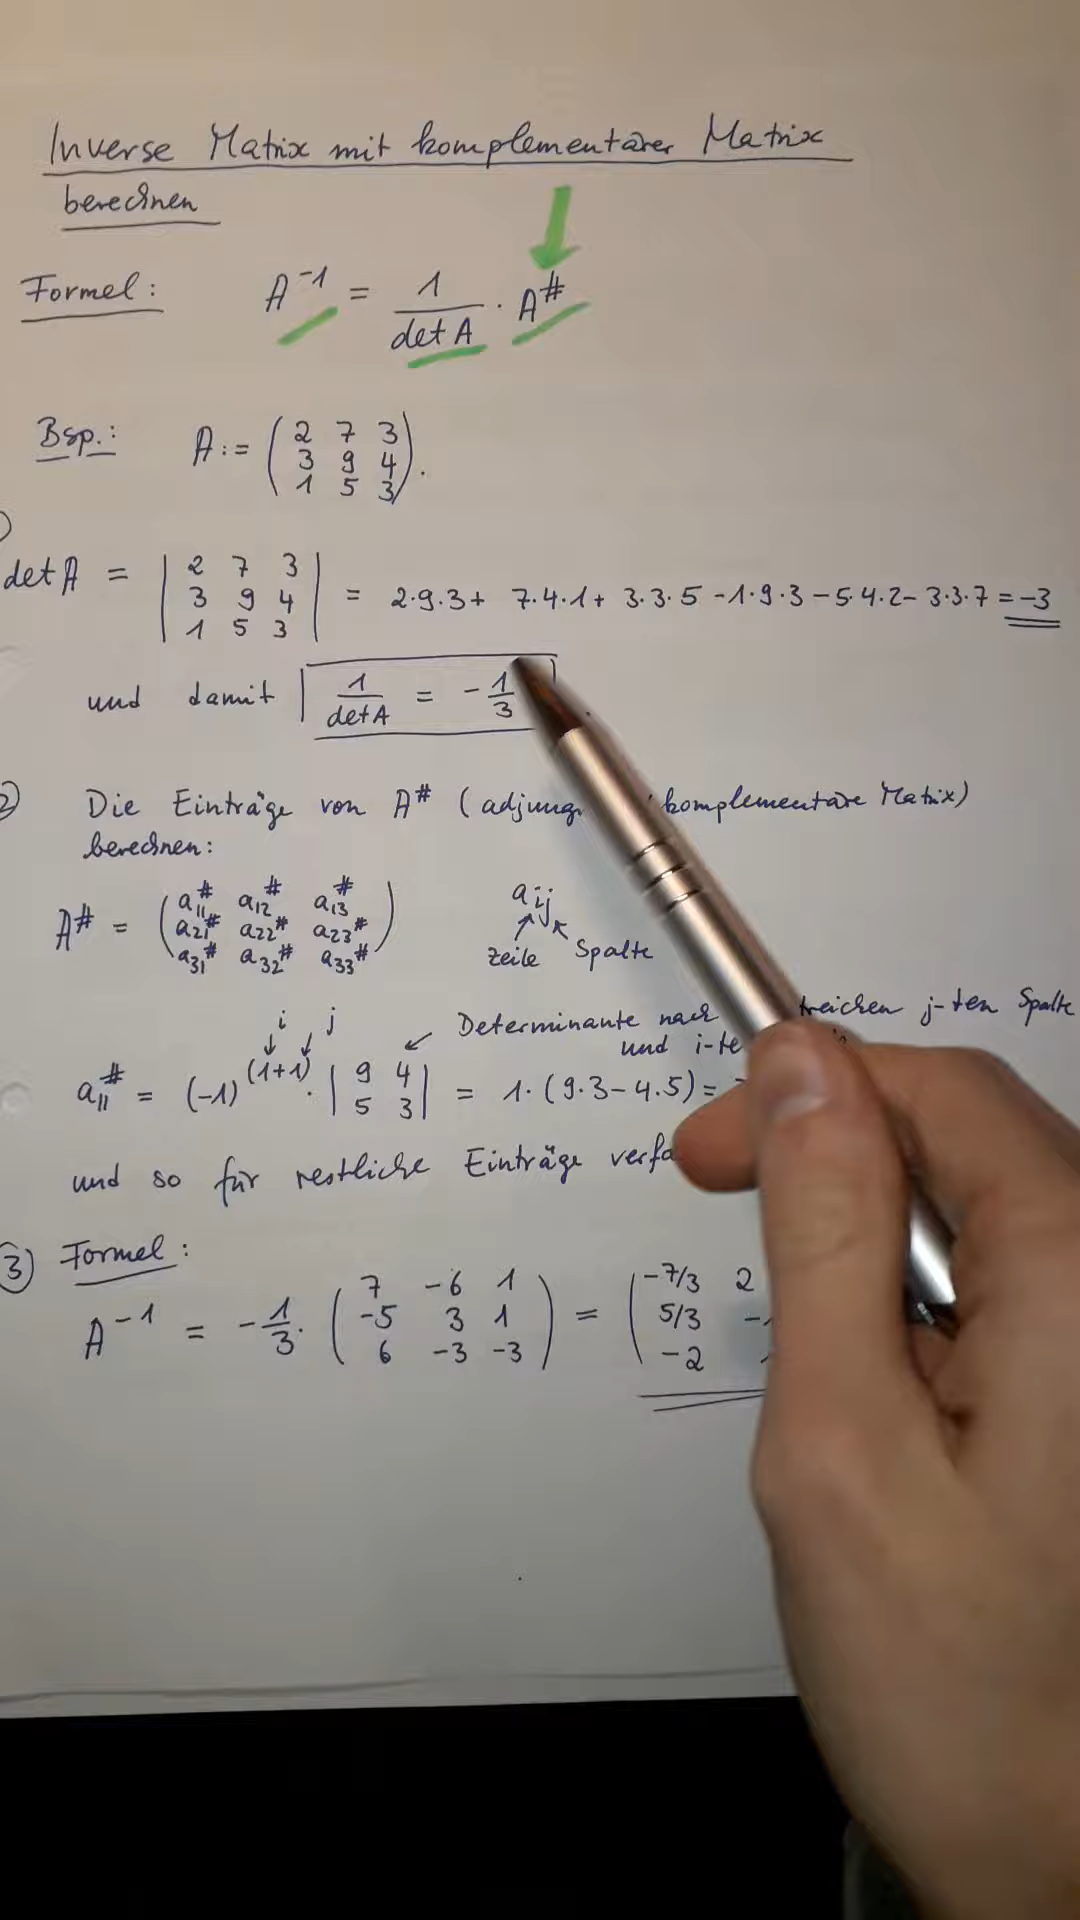 Inverse Matrix mit komplementärer Matrix
berechnen
Formel: A⁻¹ = 1/det A · A#
Bsp.: A := ( 2 7 3
3 9 4
1 5 3 ).
det A = | 2 7 3
3 9 4
1 5 3 | = 2·9·3 + 7·4·1 + 3·3·5 - 1·9·3 - 5·4·2 - 3·3·7 = -3
und damit 1/det A = - 1/3
2) Die Einträge von A# (komplementäre Matrix)
berechnen:
A# = ( a₁₁# a₁₂# a₁₃#
a₂₁# a₂₂# a₂₃#
a₃₁# a₃₂# a₃₃# )
aij
Zeile Spalte
i j
Determinante nach j-ten Spalte
und
a₁₁# = (-1)^(1+1) · | 9 4
5 3 | = 1·(9·3 - 4·5) =
und so für restliche Einträge
3) Formel:
A⁻¹ = - 1/3 · ( 7 -6 1
-5 3 1
6 -3 -3 ) = ( -7/3 2
5/3
-2